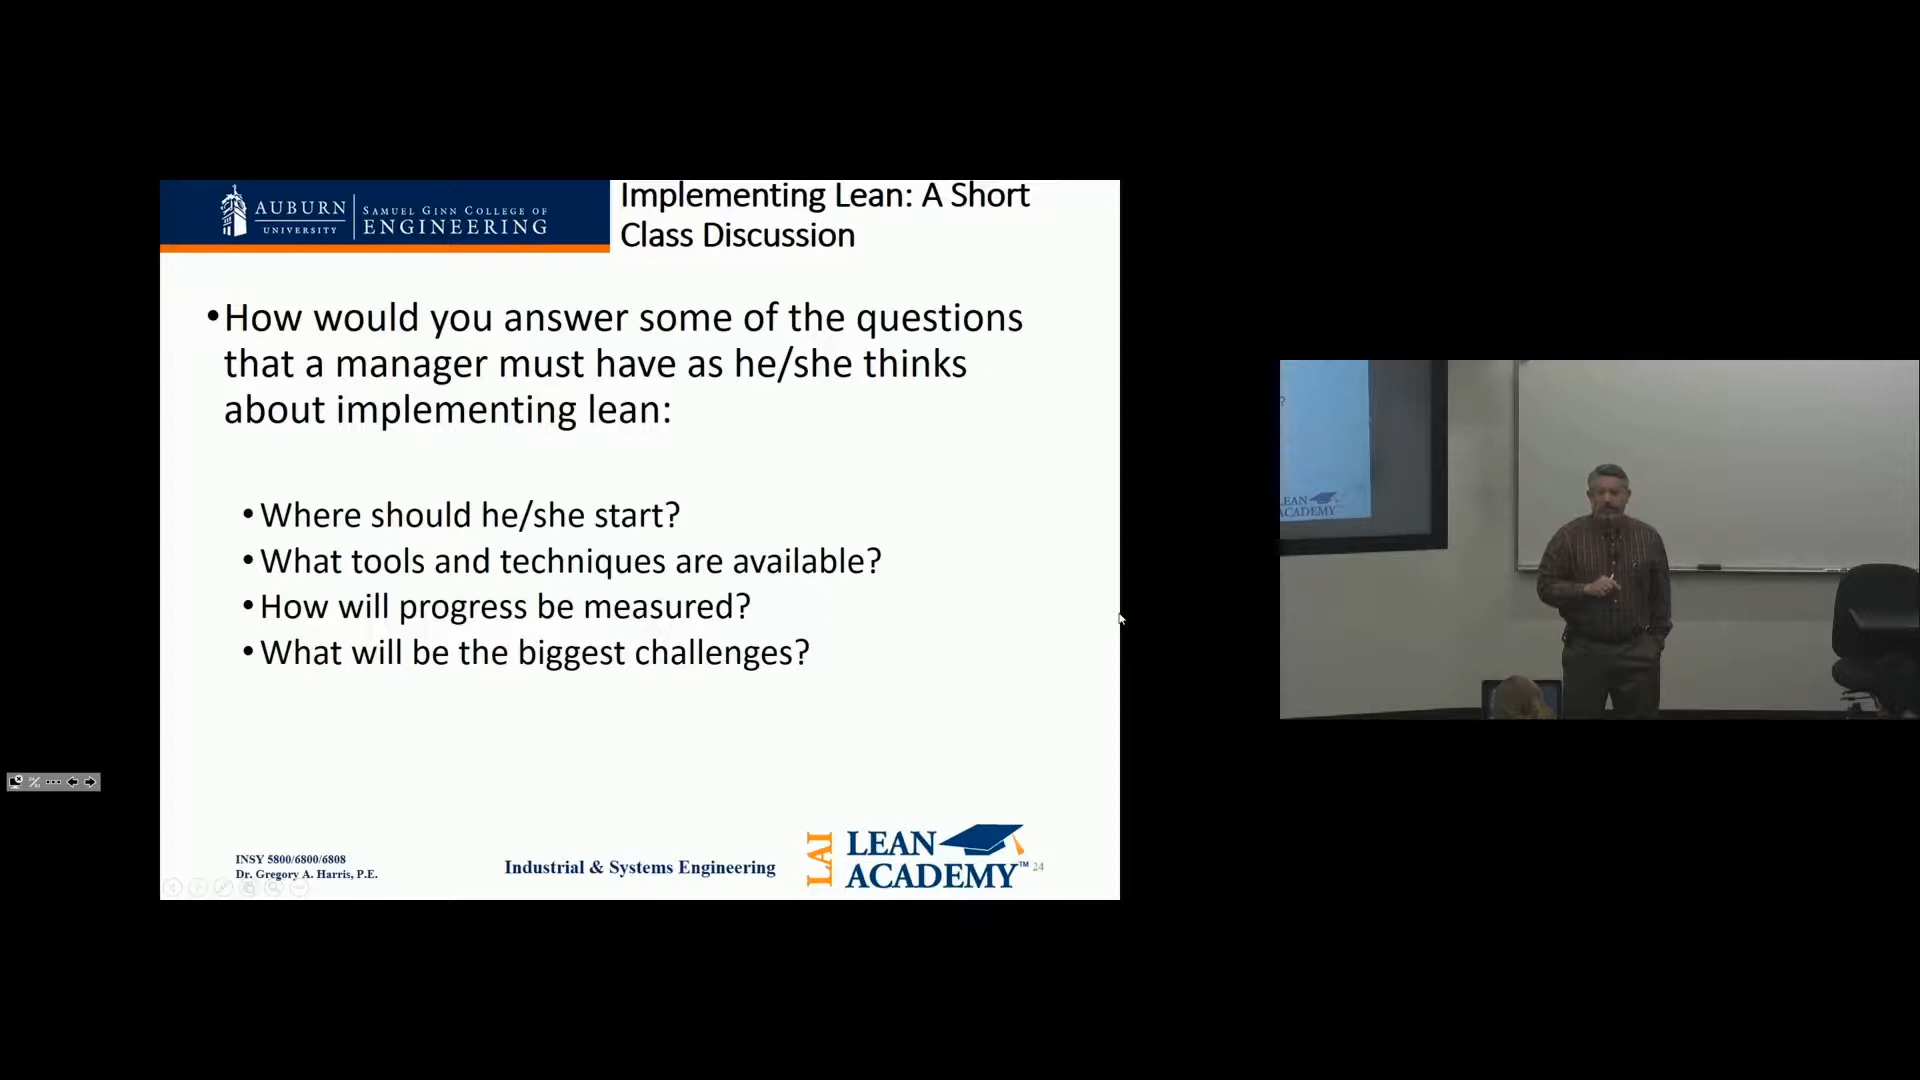 AUBURN
UNIVERSITY
SAMUEL GINN COLLEGE OF
ENGINEERING
Implementing Lean: A Short
Class Discussion
•How would you answer some of the questions
that a manager must have as he/she thinks
about implementing lean:
•Where should he/she start?
•What tools and techniques are available?
•How will progress be measured?
•What will be the biggest challenges?
INSY 5800/6800/6808
Dr. Gregory A. Harris, P.E.
Industrial & Systems Engineering
LAI
LEAN
ACADEMY™
24
?
LEAN
ACADEMY